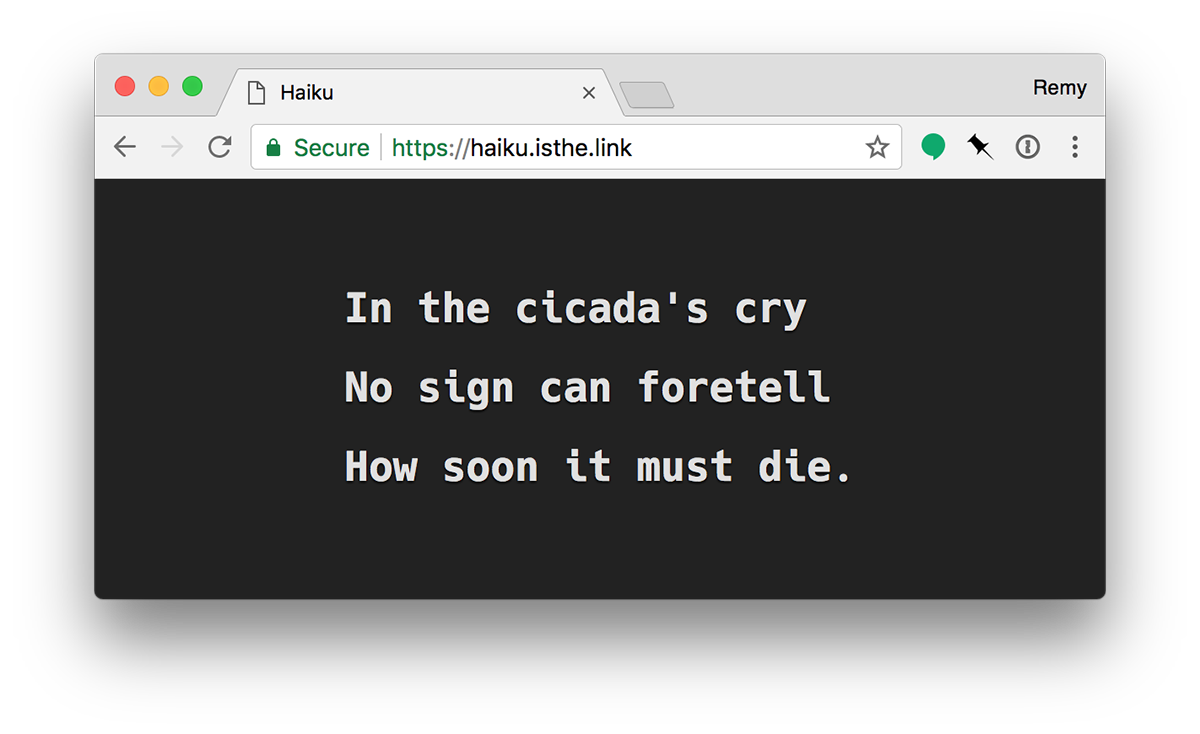 Haiku
Remy
Secure
https://haiku.isthe.link
In the cicada's cry
No sign can foretell
How soon it must die.